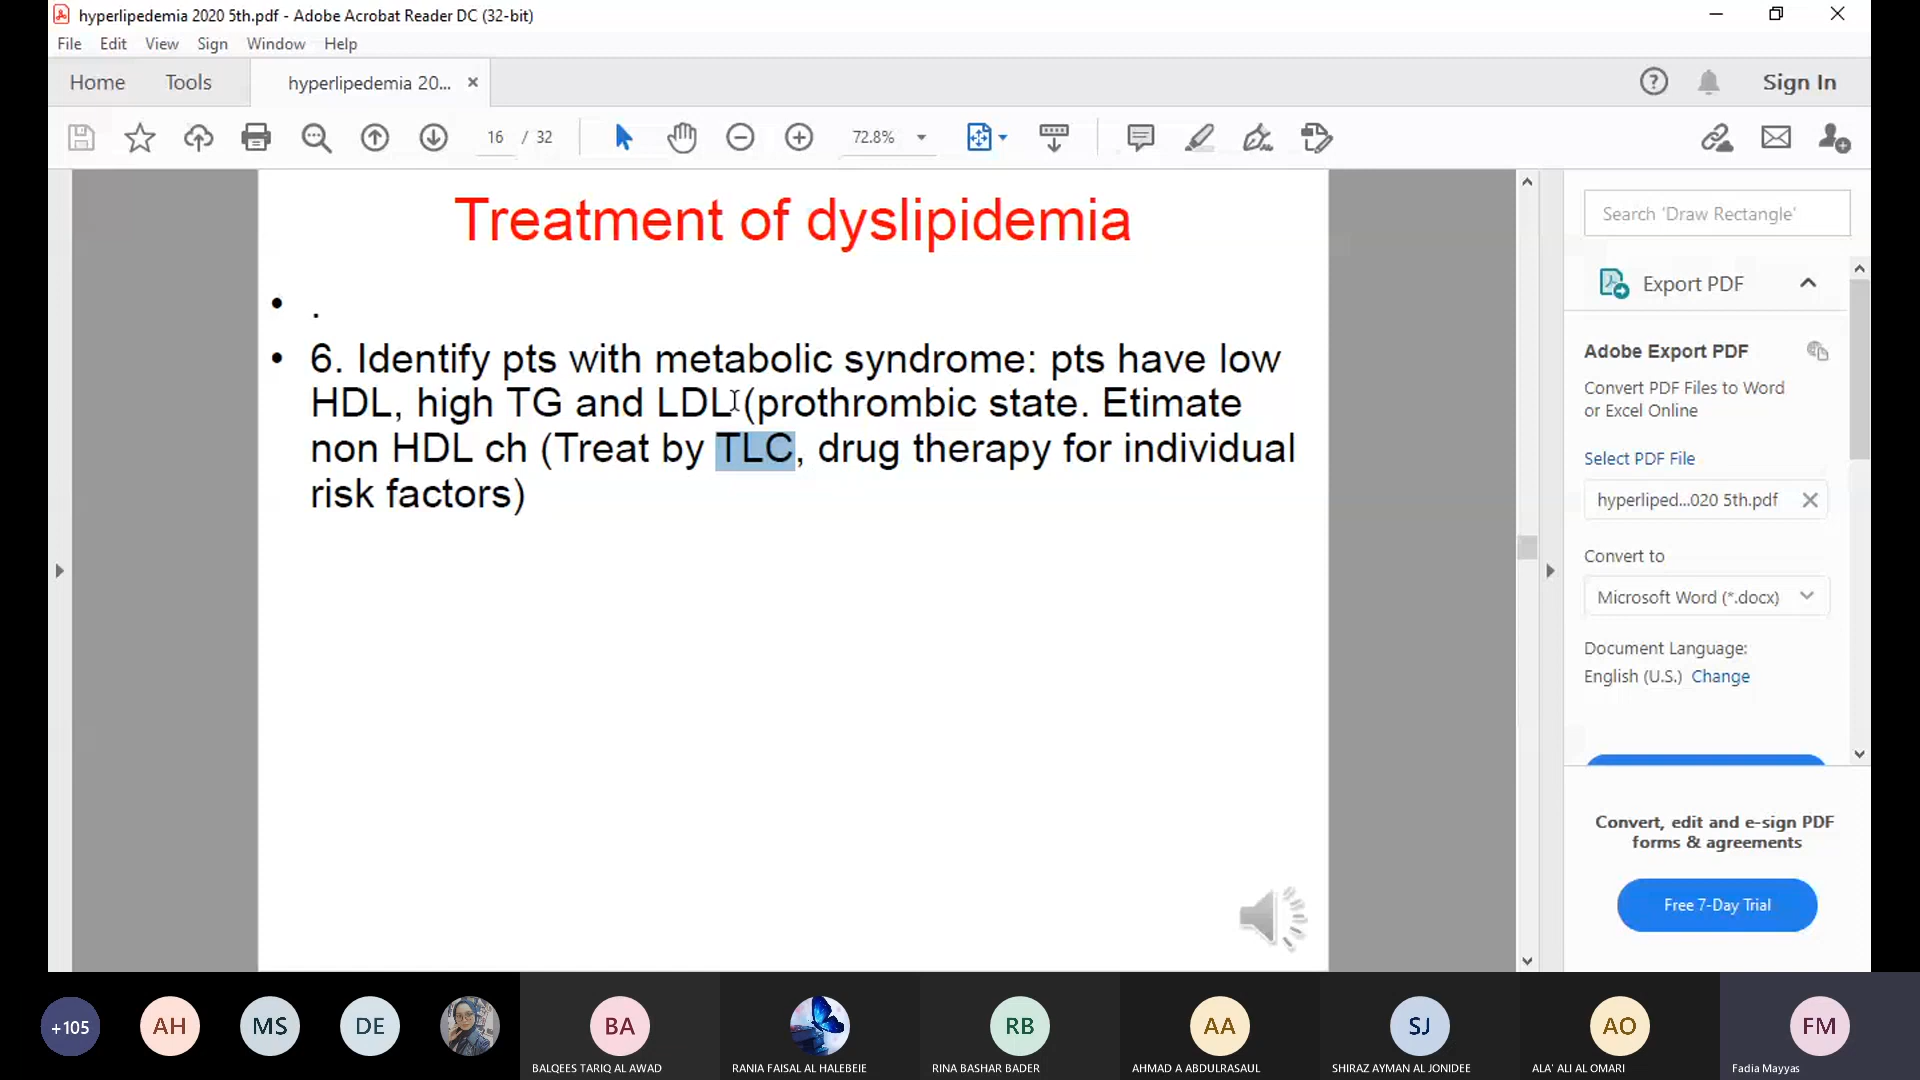 hyperlipedemia 2020 5th.pdf - Adobe Acrobat Reader DC (32-bit)
File Edit View Sign Window Help
Home Tools hyperlipedemia 20... × Sign In
16 / 32 72.8%
Treatment of dyslipidemia
• .
• 6. Identify pts with metabolic syndrome: pts have low
HDL, high TG and LDL (prothrombic state. Etimate
non HDL ch (Treat by TLC, drug therapy for individual
risk factors)
Search 'Draw Rectangle'
Export PDF
Adobe Export PDF
Convert PDF Files to Word
or Excel Online
Select PDF File
hyperliped...020 5th.pdf
Convert to
Microsoft Word (*.docx)
Document Language:
English (U.S.) Change
Convert, edit and e-sign PDF
forms & agreements
Free 7-Day Trial
+105 AH MS DE BA RB AA SJ AO FM
BALQEES TARIQ AL AWAD RANIA FAISAL AL HALEBEIE RINA BASHAR BADER AHMAD A ABDULRASAUL SHIRAZ AYMAN AL JONIDEE ALA' ALI AL OMARI Fadia Mayyas